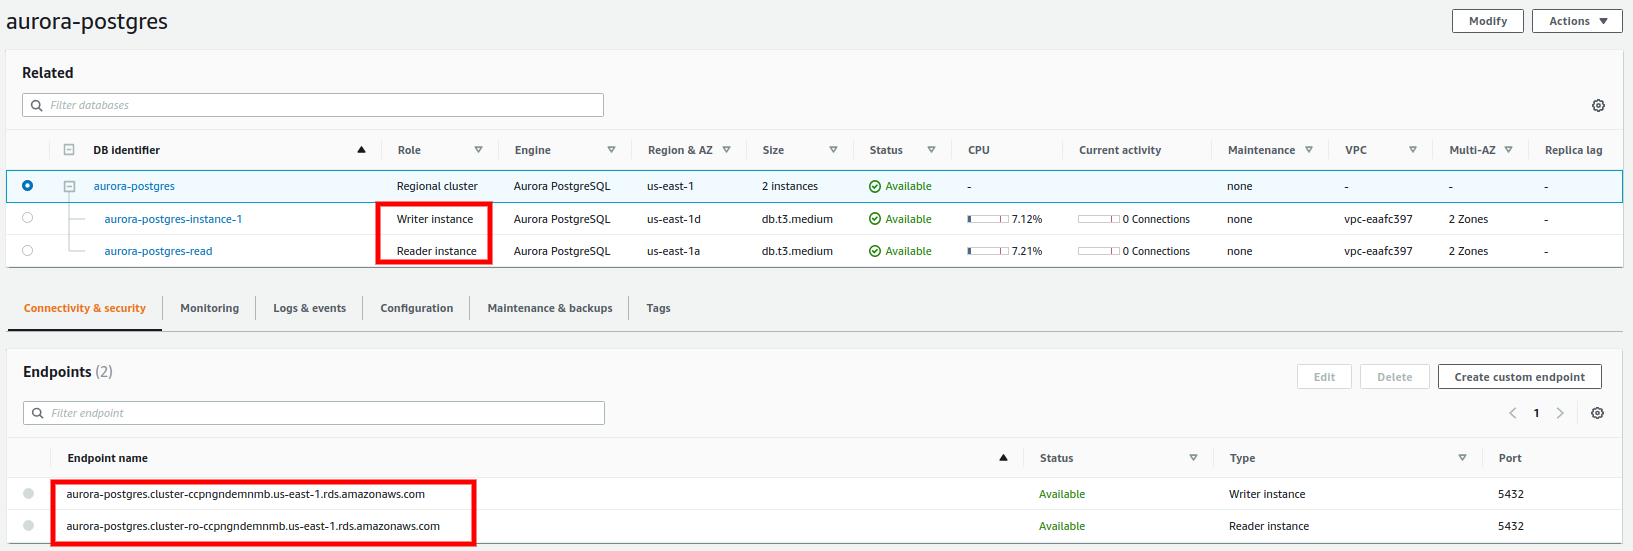 aurora-postgres
Modify Actions
Related
Filter databases
DB identifier Role Engine Region & AZ Size Status CPU Current activity Maintenance VPC Multi-AZ Replica lag
aurora-postgres Regional cluster Aurora PostgreSQL us-east-1 2 instances Available - none - - -
aurora-postgres-instance-1 Writer instance Aurora PostgreSQL us-east-1d db.t3.medium Available 7.12% 0 Connections none vpc-eaafc397 2 Zones -
aurora-postgres-read Reader instance Aurora PostgreSQL us-east-1a db.t3.medium Available 7.21% 0 Connections none vpc-eaafc397 2 Zones -
Connectivity & security Monitoring Logs & events Configuration Maintenance & backups Tags
Endpoints (2)
Edit Delete Create custom endpoint
Filter endpoint
1
Endpoint name Status Type Port
aurora-postgres.cluster-ccpngndemnmb.us-east-1.rds.amazonaws.com Available Writer instance 5432
aurora-postgres.cluster-ro-ccpngndemnmb.us-east-1.rds.amazonaws.com Available Reader instance 5432